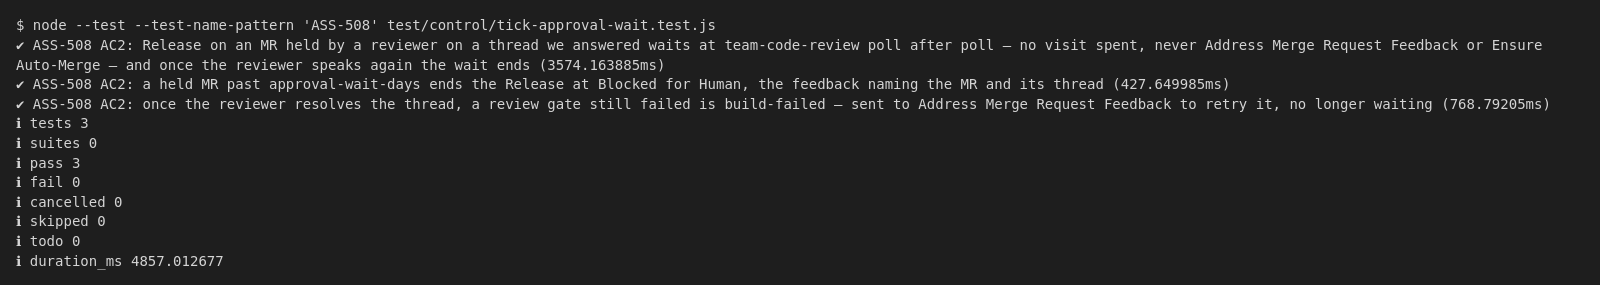 $ node --test --test-name-pattern 'ASS-508' test/control/tick-approval-wait.test.js
✔ ASS-508 AC2: Release on an MR held by a reviewer on a thread we answered waits at team-code-review poll after poll — no visit spent, never Address Merge Request Feedback or Ensure
Auto-Merge — and once the reviewer speaks again the wait ends (3574.163885ms)
✔ ASS-508 AC2: a held MR past approval-wait-days ends the Release at Blocked for Human, the feedback naming the MR and its thread (427.649985ms)
✔ ASS-508 AC2: once the reviewer resolves the thread, a review gate still failed is build-failed — sent to Address Merge Request Feedback to retry it, no longer waiting (768.79205ms)
ℹ tests 3
ℹ suites 0
ℹ pass 3
ℹ fail 0
ℹ cancelled 0
ℹ skipped 0
ℹ todo 0
ℹ duration_ms 4857.012677